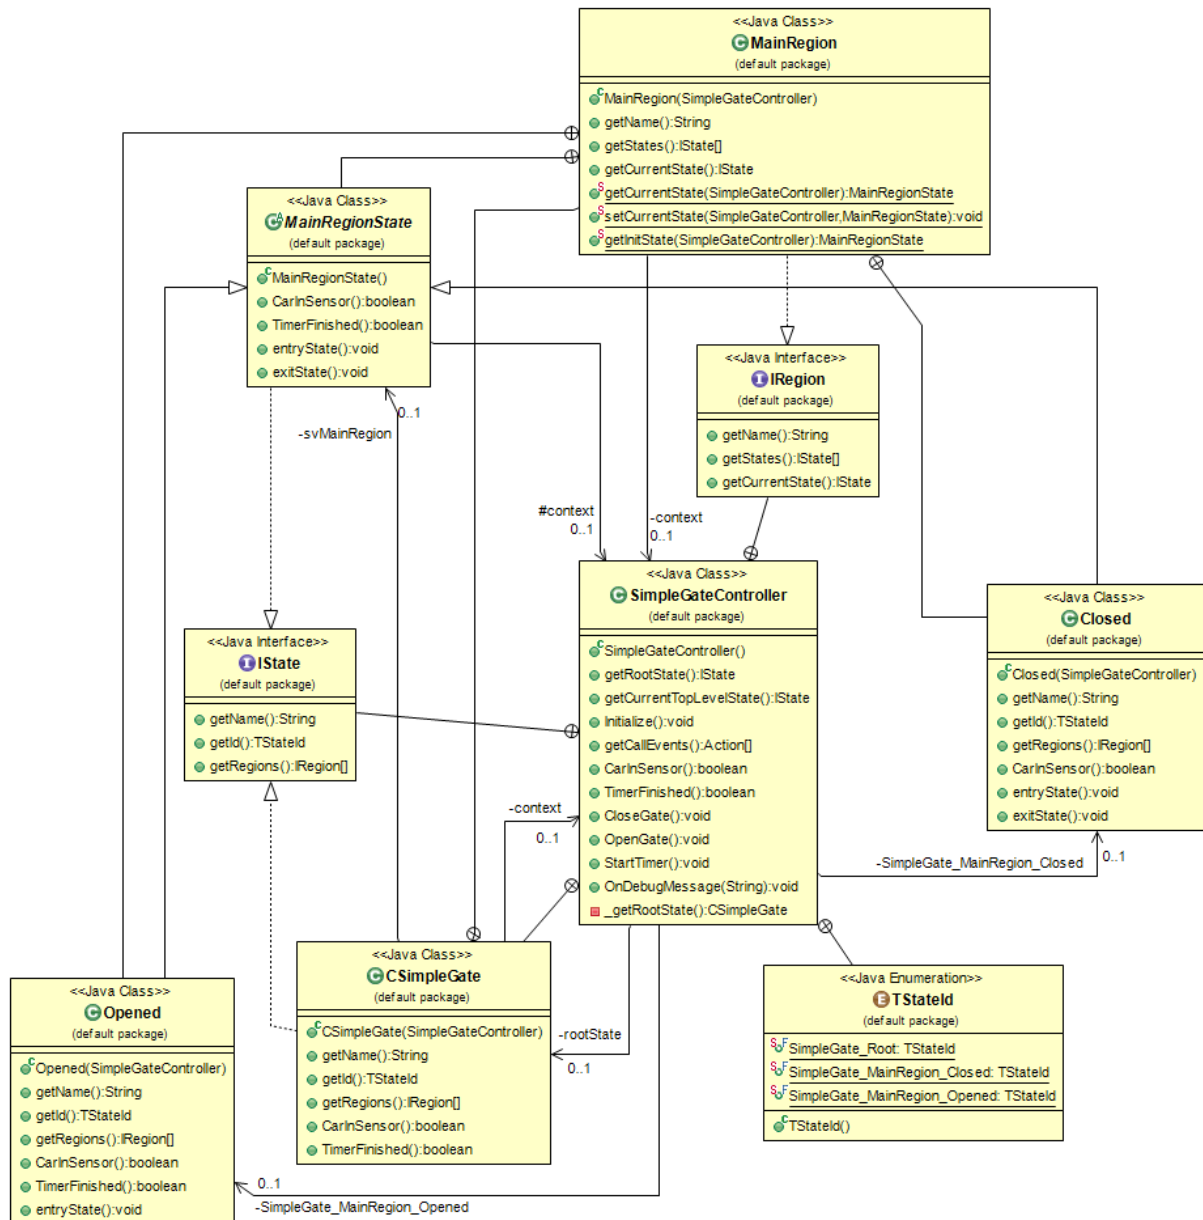 <<Java Class>>
MainRegion
(default package)
MainRegion(SimpleGateController)
getName():String
getStates():IState[]
getCurrentState():IState
getCurrentState(SimpleGateController):MainRegionState
setCurrentState(SimpleGateController,MainRegionState):void
getInitState(SimpleGateController):MainRegionState
<<Java Class>>
MainRegionState
(default package)
MainRegionState()
CarInSensor():boolean
TimerFinished():boolean
entryState():void
exitState():void
0..1
-svMainRegion
<<Java Interface>>
IRegion
(default package)
getName():String
getStates():IState[]
getCurrentState():IState
#context
0..1
-context
0..1
<<Java Class>>
SimpleGateController
(default package)
SimpleGateController()
getRootState():IState
getCurrentTopLevelState():IState
Initialize():void
getCallEvents():Action[]
CarInSensor():boolean
TimerFinished():boolean
CloseGate():void
OpenGate():void
StartTimer():void
OnDebugMessage(String):void
_getRootState():CSimpleGate
<<Java Class>>
Closed
(default package)
Closed(SimpleGateController)
getName():String
getId():TStateId
getRegions():IRegion[]
CarInSensor():boolean
entryState():void
exitState():void
<<Java Interface>>
IState
(default package)
getName():String
getId():TStateId
getRegions():IRegion[]
-context
0..1
-SimpleGate_MainRegion_Closed
0..1
<<Java Class>>
CSimpleGate
(default package)
CSimpleGate(SimpleGateController)
getName():String
getId():TStateId
getRegions():IRegion[]
CarInSensor():boolean
TimerFinished():boolean
-rootState
0..1
<<Java Enumeration>>
TStateId
(default package)
SimpleGate_Root: TStateId
SimpleGate_MainRegion_Closed: TStateId
SimpleGate_MainRegion_Opened: TStateId
TStateId()
<<Java Class>>
Opened
(default package)
Opened(SimpleGateController)
getName():String
getId():TStateId
getRegions():IRegion[]
CarInSensor():boolean
TimerFinished():boolean
entryState():void
0..1
-SimpleGate_MainRegion_Opened